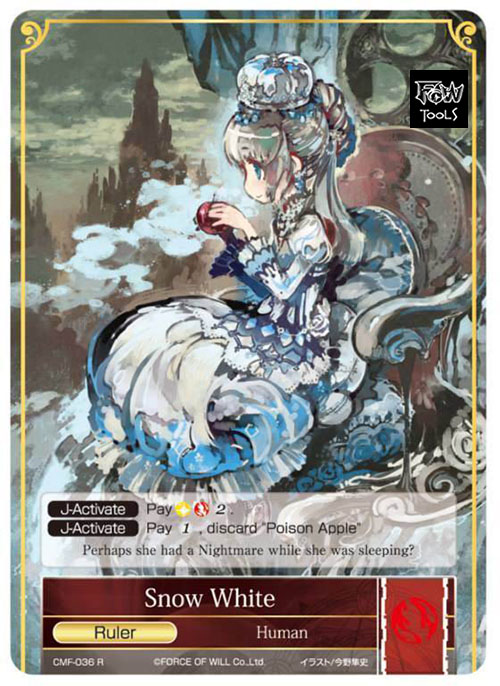 FOW
TOOLS
J-Activate Pay 2 .
J-Activate Pay 1 , discard "Poison Apple"
Perhaps she had a Nightmare while she was sleeping?
Snow White
Ruler Human
CMF-036 R ©FORCE OF WILL Co.,Ltd. イラスト/今野隼史